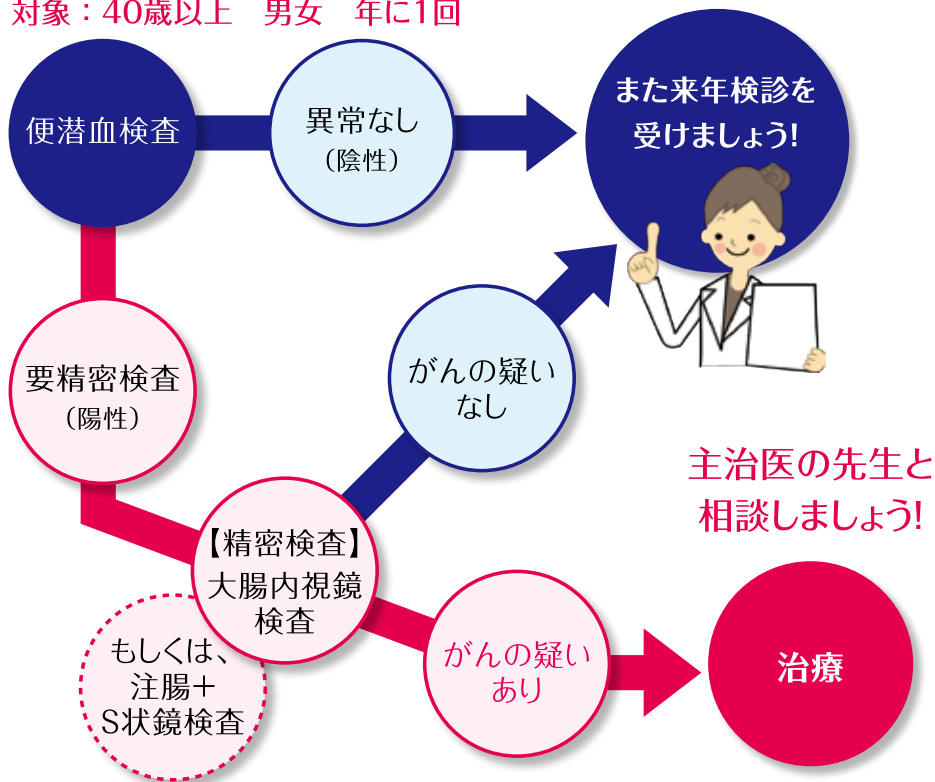 対象：40歳以上　男女　年に1回
便潜血検査
異常なし
（陰性）
また来年検診を
受けましょう!
要精密検査
（陽性）
がんの疑い
なし
【精密検査】
大腸内視鏡
検査
もしくは、
注腸＋
S状鏡検査
がんの疑い
あり
主治医の先生と
相談しましょう!
治療